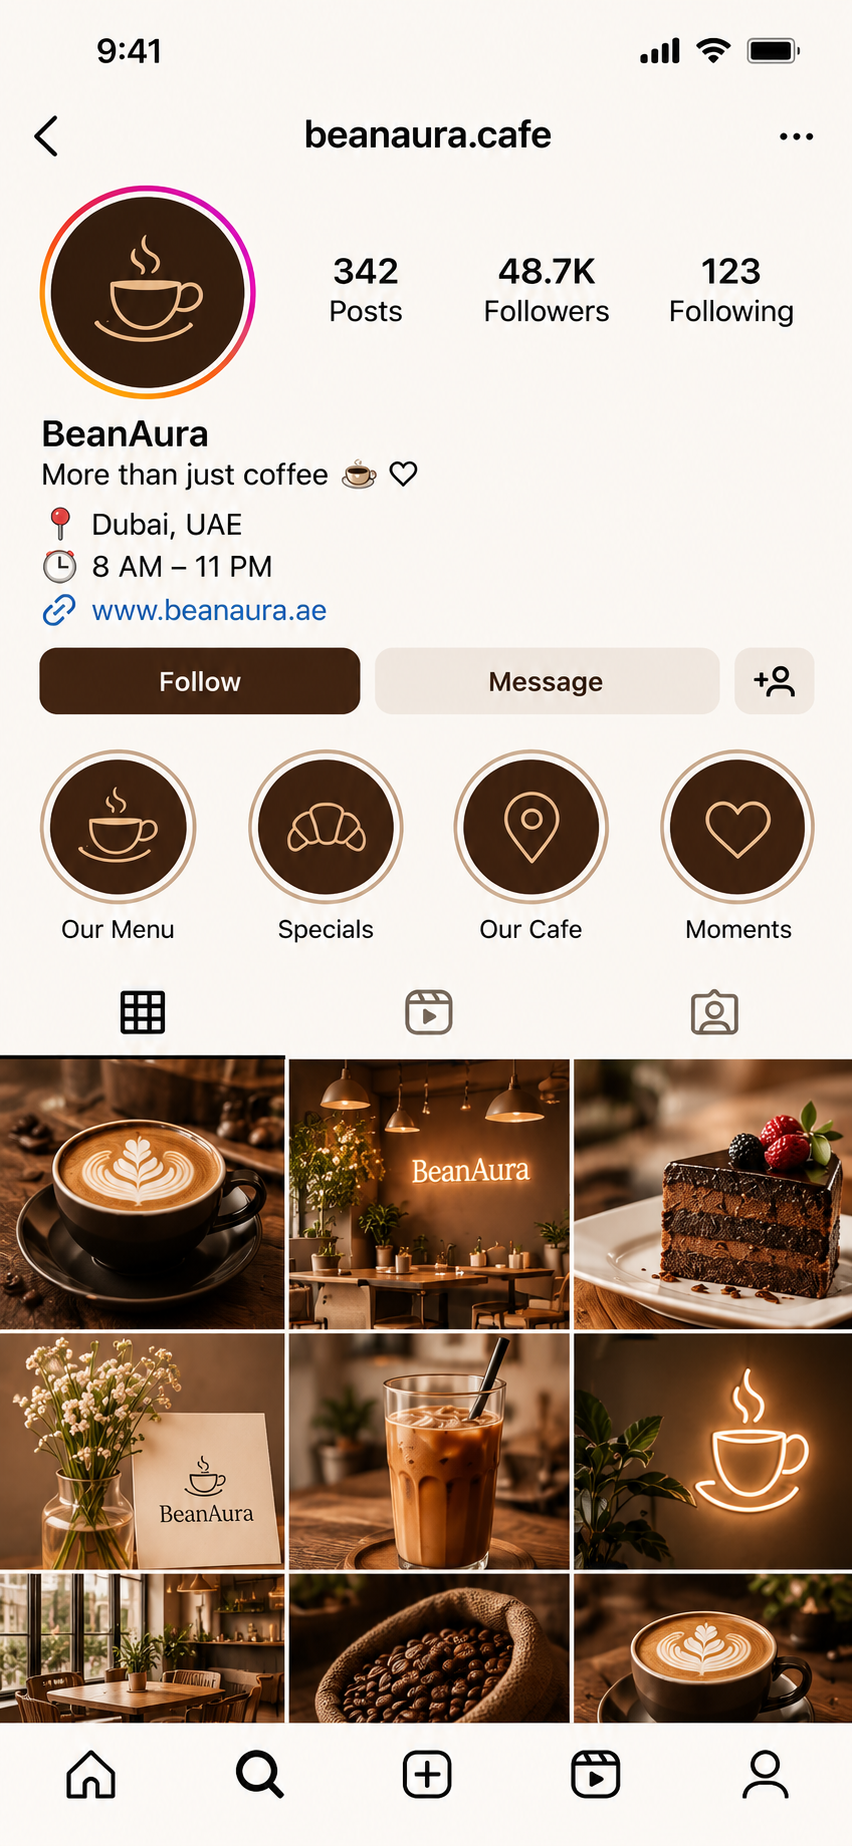 9:41
beanaura.cafe
342
Posts
48.7K
Followers
123
Following
BeanAura
More than just coffee ☕ ♡
📍 Dubai, UAE
⏰ 8 AM – 11 PM
🔗 www.beanaura.ae
Follow
Message
Our Menu
Specials
Our Cafe
Moments
BeanAura
BeanAura